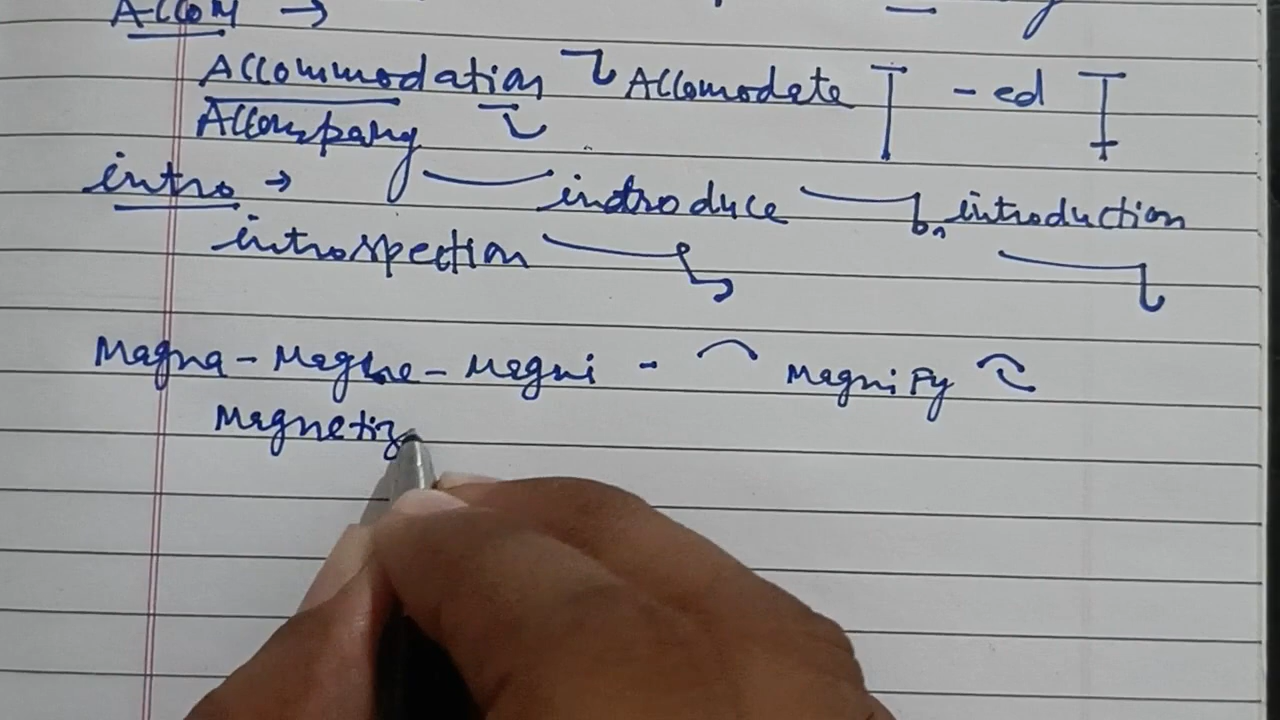 Accom →
Accommodation Accomodate - ed
Accompany
intro → introduce introduction
introspection
Magna - Magne - Magni - Magnify
Magnetiz